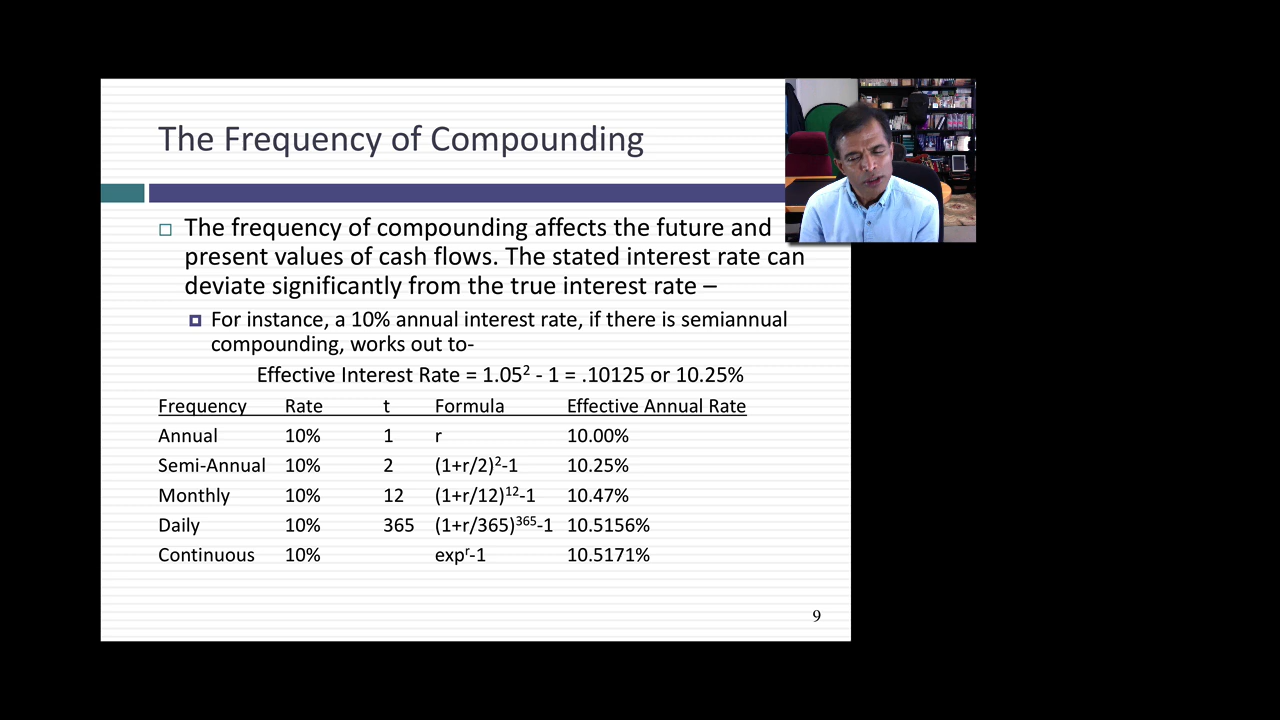 The Frequency of Compounding
The frequency of compounding affects the future and
present values of cash flows. The stated interest rate can
deviate significantly from the true interest rate –
For instance, a 10% annual interest rate, if there is semiannual
compounding, works out to-
Effective Interest Rate = 1.05² - 1 = .10125 or 10.25%
Frequency Rate t Formula Effective Annual Rate
Annual 10% 1 r 10.00%
Semi-Annual 10% 2 (1+r/2)²-1 10.25%
Monthly 10% 12 (1+r/12)¹²-1 10.47%
Daily 10% 365 (1+r/365)³⁶⁵-1 10.5156%
Continuous 10% expʳ-1 10.5171%
9